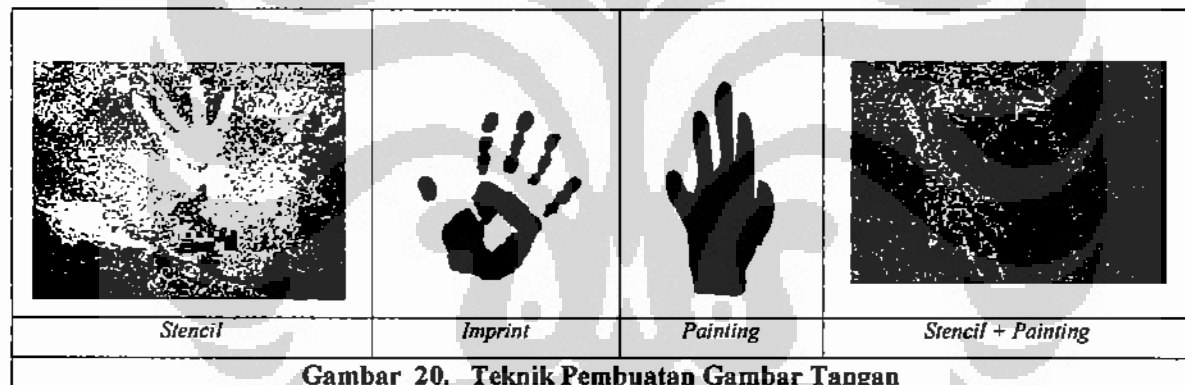 Stencil
Imprint
Painting
Stencil + Painting
Gambar 20. Teknik Pembuatan Gambar Tangan